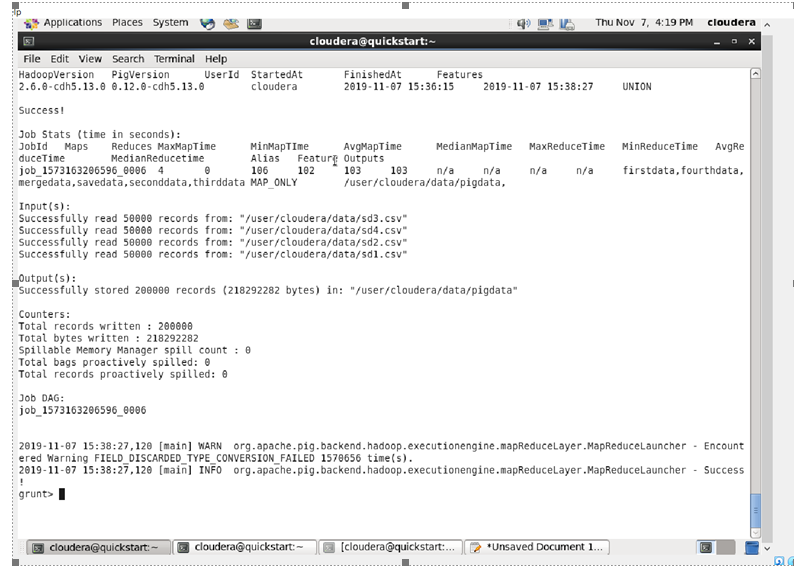 lp
Applications Places System Thu Nov 7, 4:19 PM cloudera
cloudera@quickstart:~
File Edit View Search Terminal Help
HadoopVersion PigVersion UserId StartedAt FinishedAt Features
2.6.0-cdh5.13.0 0.12.0-cdh5.13.0 cloudera 2019-11-07 15:36:15 2019-11-07 15:38:27 UNION
Success!
Job Stats (time in seconds):
JobId Maps Reduces MaxMapTime MinMapTIme AvgMapTime MedianMapTime MaxReduceTime MinReduceTime AvgRe
duceTime MedianReducetime Alias Feature Outputs
job_1573163206596_0006 4 0 106 102 103 103 n/a n/a n/a n/a firstdata,fourthdata,
mergedata,savedata,seconddata,thirddata MAP_ONLY /user/cloudera/data/pigdata,
Input(s):
Successfully read 50000 records from: "/user/cloudera/data/sd3.csv"
Successfully read 50000 records from: "/user/cloudera/data/sd4.csv"
Successfully read 50000 records from: "/user/cloudera/data/sd2.csv"
Successfully read 50000 records from: "/user/cloudera/data/sd1.csv"
Output(s):
Successfully stored 200000 records (218292282 bytes) in: "/user/cloudera/data/pigdata"
Counters:
Total records written : 200000
Total bytes written : 218292282
Spillable Memory Manager spill count : 0
Total bags proactively spilled: 0
Total records proactively spilled: 0
Job DAG:
job_1573163206596_0006
2019-11-07 15:38:27,120 [main] WARN org.apache.pig.backend.hadoop.executionengine.mapReduceLayer.MapReduceLauncher - Encount
ered Warning FIELD_DISCARDED_TYPE_CONVERSION_FAILED 1570656 time(s).
2019-11-07 15:38:27,120 [main] INFO org.apache.pig.backend.hadoop.executionengine.mapReduceLayer.MapReduceLauncher - Success
!
grunt>
cloudera@quickstart:~ cloudera@quickstart:~ [cloudera@quickstart:... *Unsaved Document 1...